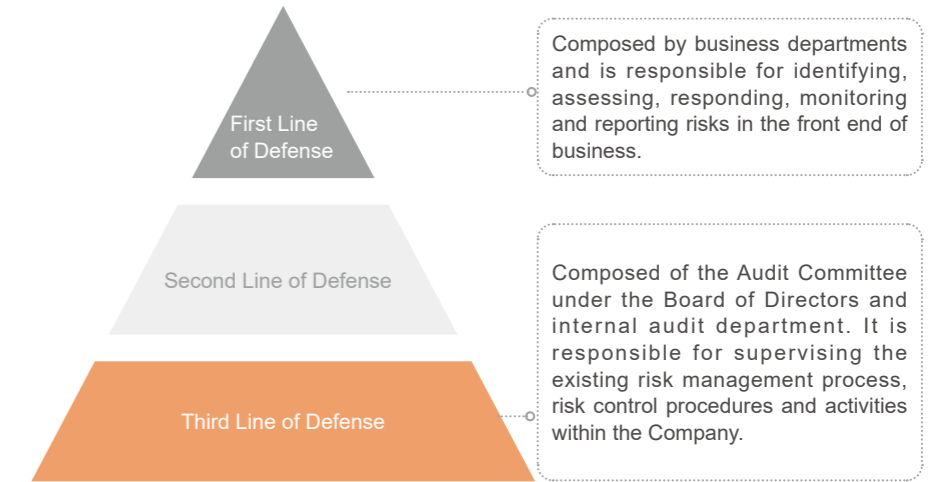 First Line
of Defense
Composed by business departments
and is responsible for identifying,
assessing, responding, monitoring
and reporting risks in the front end of
business.
Second Line of Defense
Third Line of Defense
Composed of the Audit Committee
under the Board of Directors and
internal audit department. It is
responsible for supervising the
existing risk management process,
risk control procedures and activities
within the Company.